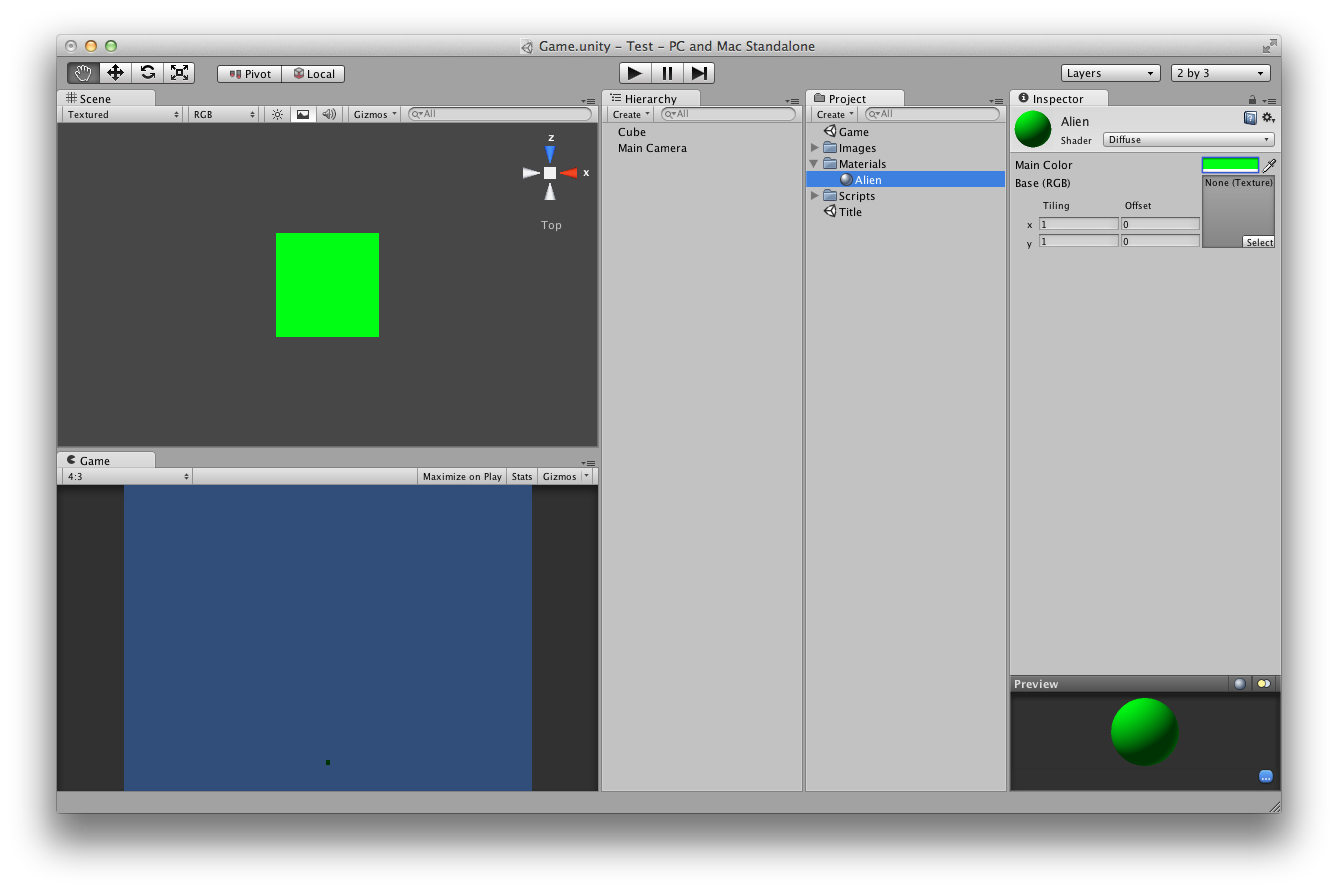 Game.unity – Test – PC and Mac Standalone
Pivot Local Layers 2 by 3
Scene
Textured RGB Gizmos All
z
x
Top
Game
4:3 Maximize on Play Stats Gizmos
Hierarchy
Create All
Cube
Main Camera
Project
Create All
Game
Images
Materials
Alien
Scripts
Title
Inspector
Alien
Shader Diffuse
Main Color
Base (RGB) None (Texture)
Tiling Offset
x 1 0
y 1 0
Select
Preview